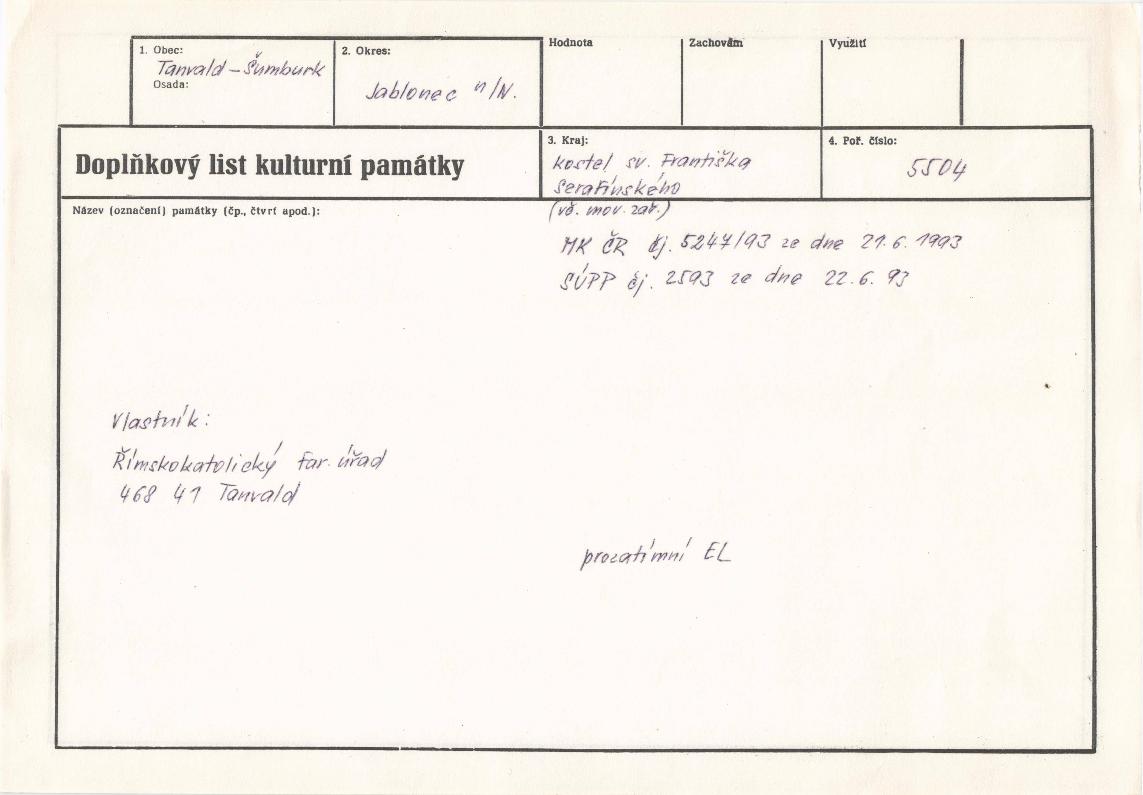 1. Obec:
Tanvald – Šumburk
Osada:
2. Okres:
Jablonec n/N.
Hodnota
Zachovám
Využití
Doplňkový list kulturní památky
3. Kraj:
kostel sv. Františka
Serafínského
(vč. mov. zař.)
4. Poř. číslo:
5504
Název (označení) památky (čp., čtvrí apod.):
MK ČR čj. 5247/93 ze dne 21.6.1993
SÚPP čj. 2593 ze dne 22.6.93
Vlastník:
Římskokatolický far. úřad
468 41 Tanvald
prozatímní EL